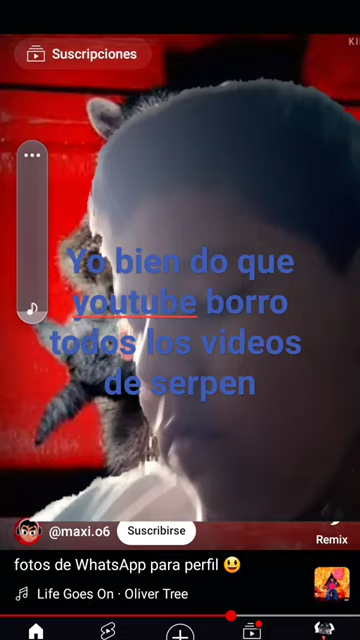 Suscripciones
Yo bien do que
youtube borro
todos los videos
de serpen
@maxi.o6
Suscribirse
Remix
fotos de WhatsApp para perfil 😃
Life Goes On · Oliver Tree